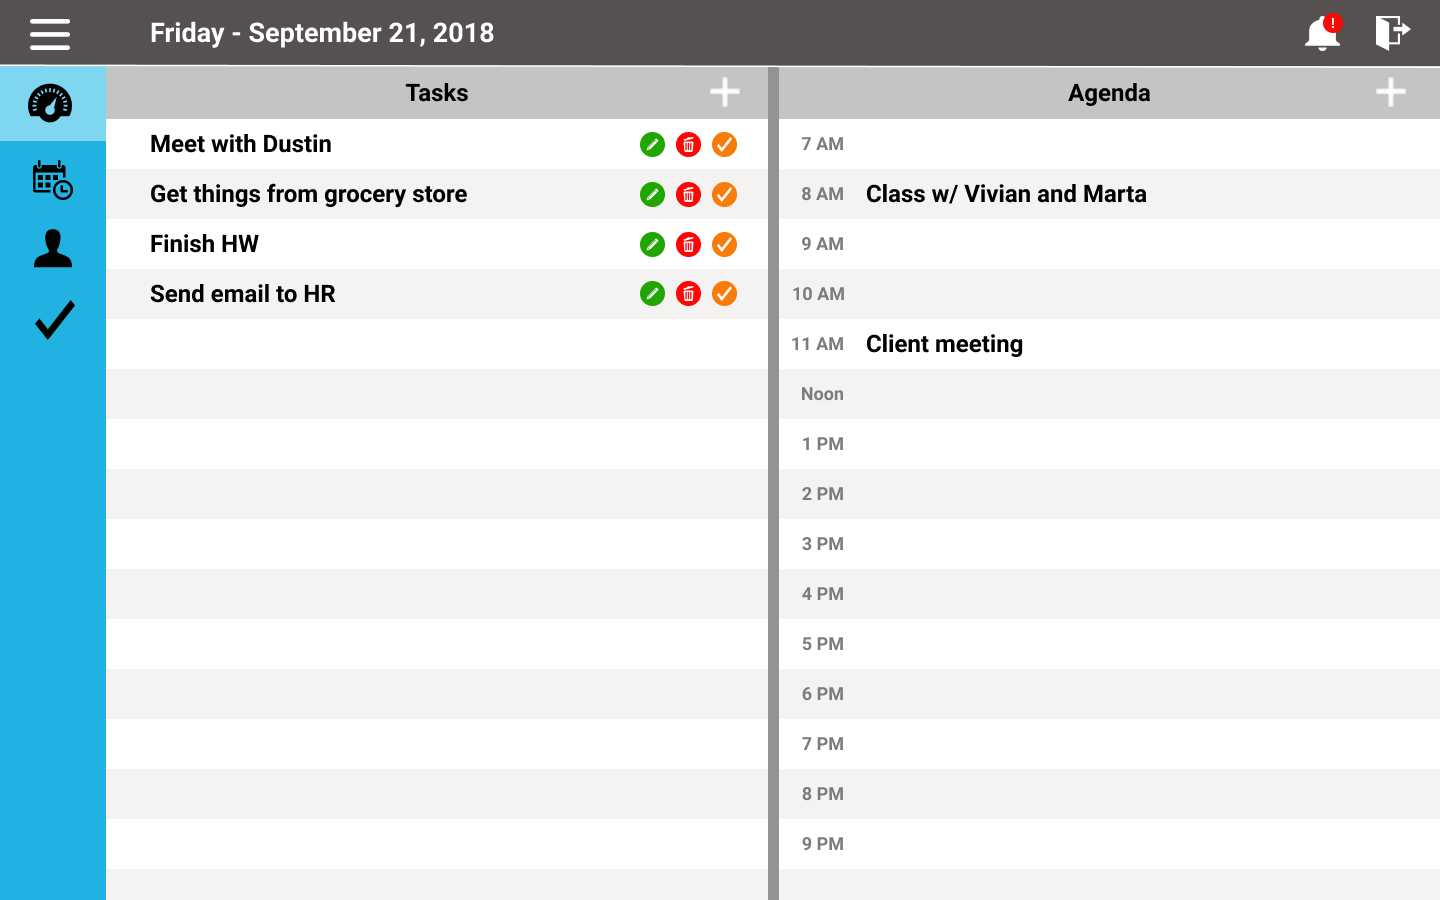 Friday - September 21, 2018
!
Tasks
Meet with Dustin
Get things from grocery store
Finish HW
Send email to HR
Agenda
7 AM
8 AM Class w/ Vivian and Marta
9 AM
10 AM
11 AM Client meeting
Noon
1 PM
2 PM
3 PM
4 PM
5 PM
6 PM
7 PM
8 PM
9 PM